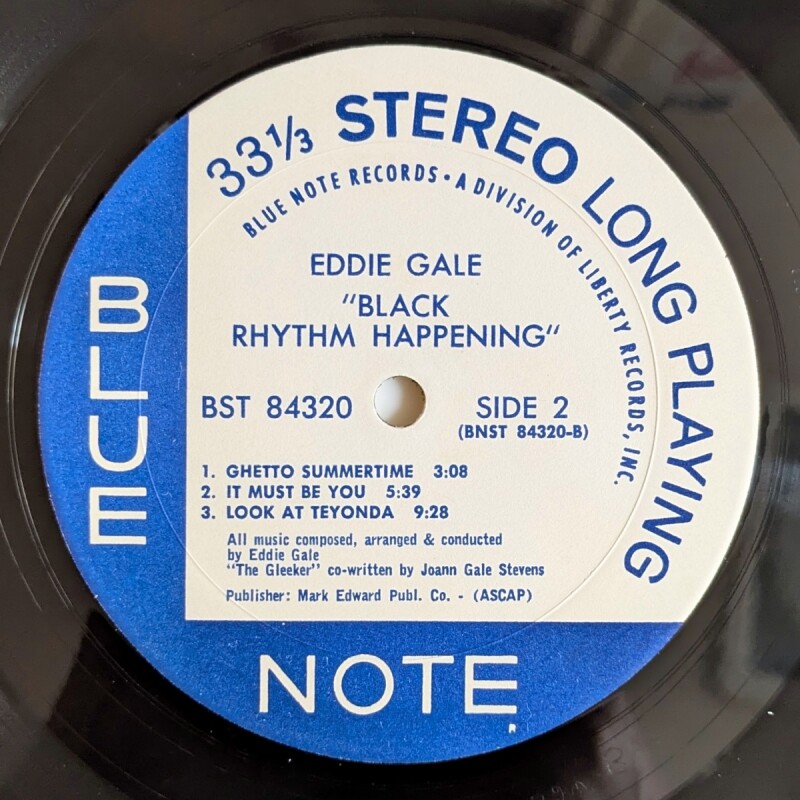 33⅓ STEREO LONG PLAYING
BLUE NOTE RECORDS • A DIVISION OF LIBERTY RECORDS, INC.
EDDIE GALE
"BLACK
RHYTHM HAPPENING"
BST 84320
SIDE 2
(BNST 84320-B)
1. GHETTO SUMMERTIME 3:08
2. IT MUST BE YOU 5:39
3. LOOK AT TEYONDA 9:28
All music composed, arranged & conducted
by Eddie Gale
"The Gleeker" co-written by Joann Gale Stevens
Publisher: Mark Edward Publ. Co. - (ASCAP)
BLUE
NOTE
R